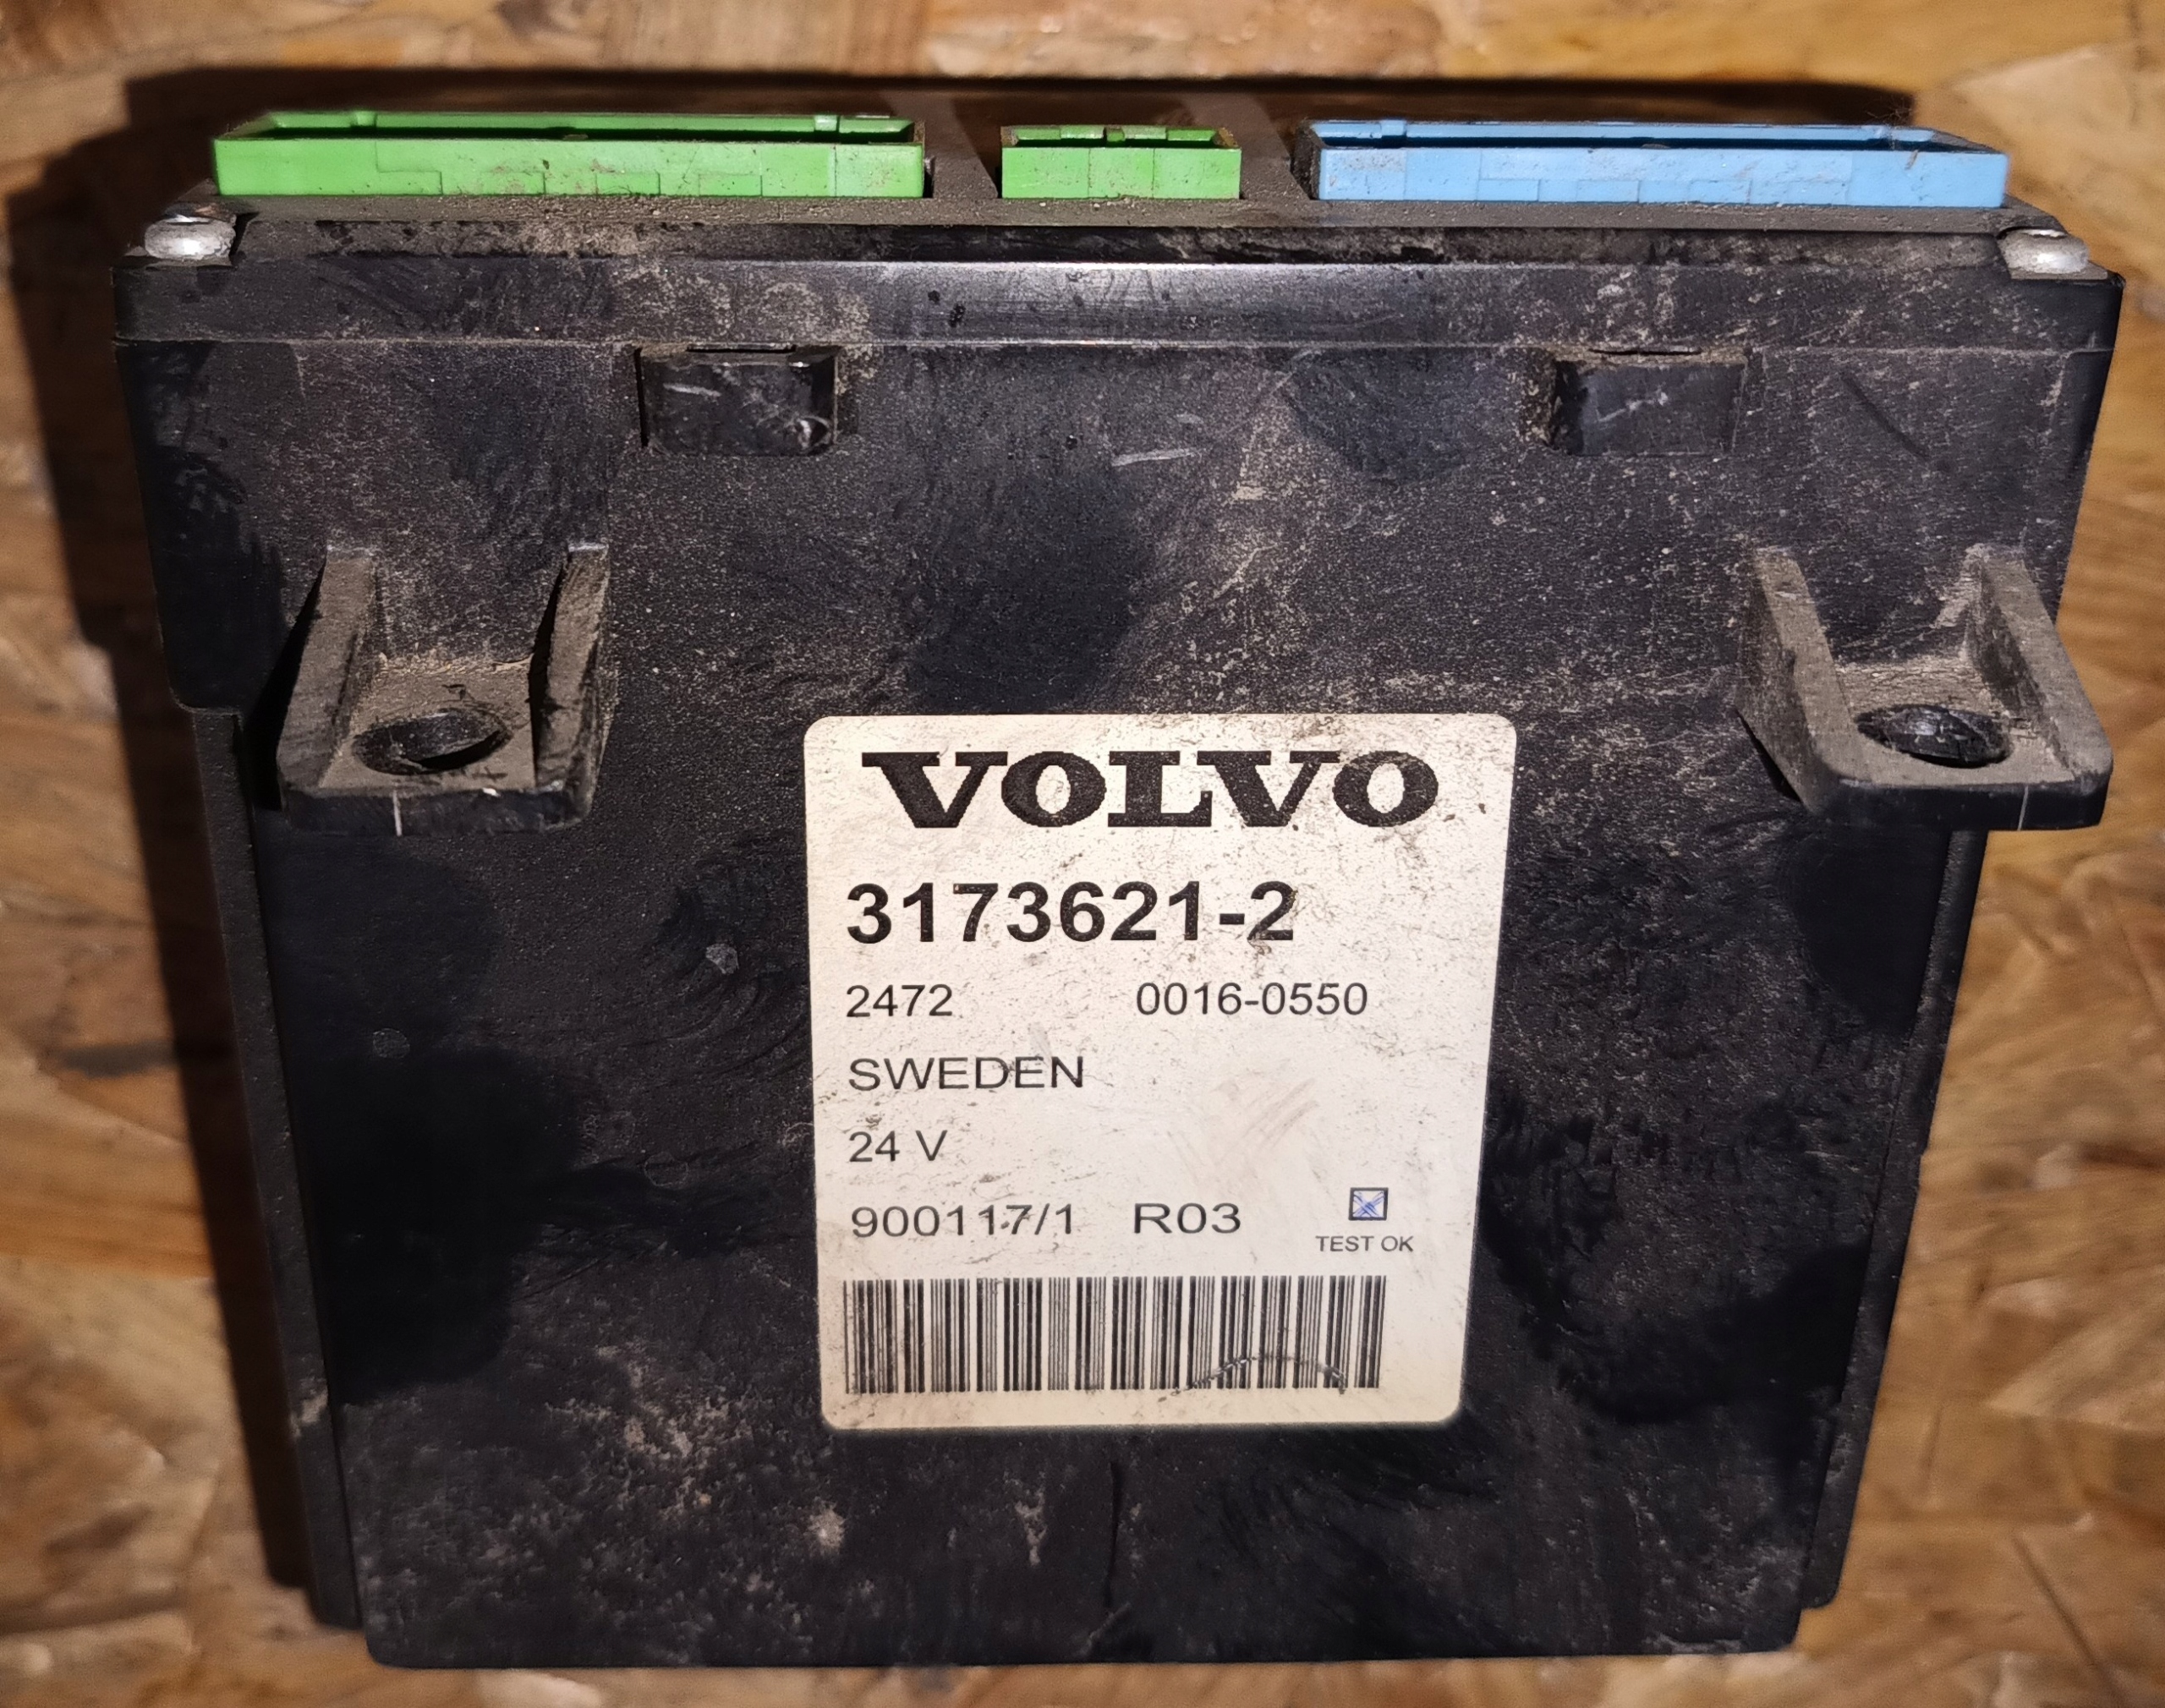 VOLVO
3173621-2
2472 0016-0550
SWEDEN
24 V
900117/1 R03
TEST OK